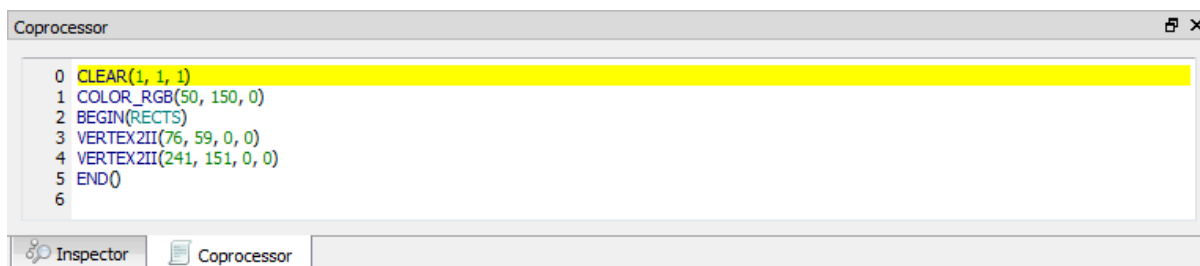 Coprocessor
0 CLEAR(1, 1, 1)
1 COLOR_RGB(50, 150, 0)
2 BEGIN(RECTS)
3 VERTEX2II(76, 59, 0, 0)
4 VERTEX2II(241, 151, 0, 0)
5 END()
6
Inspector Coprocessor